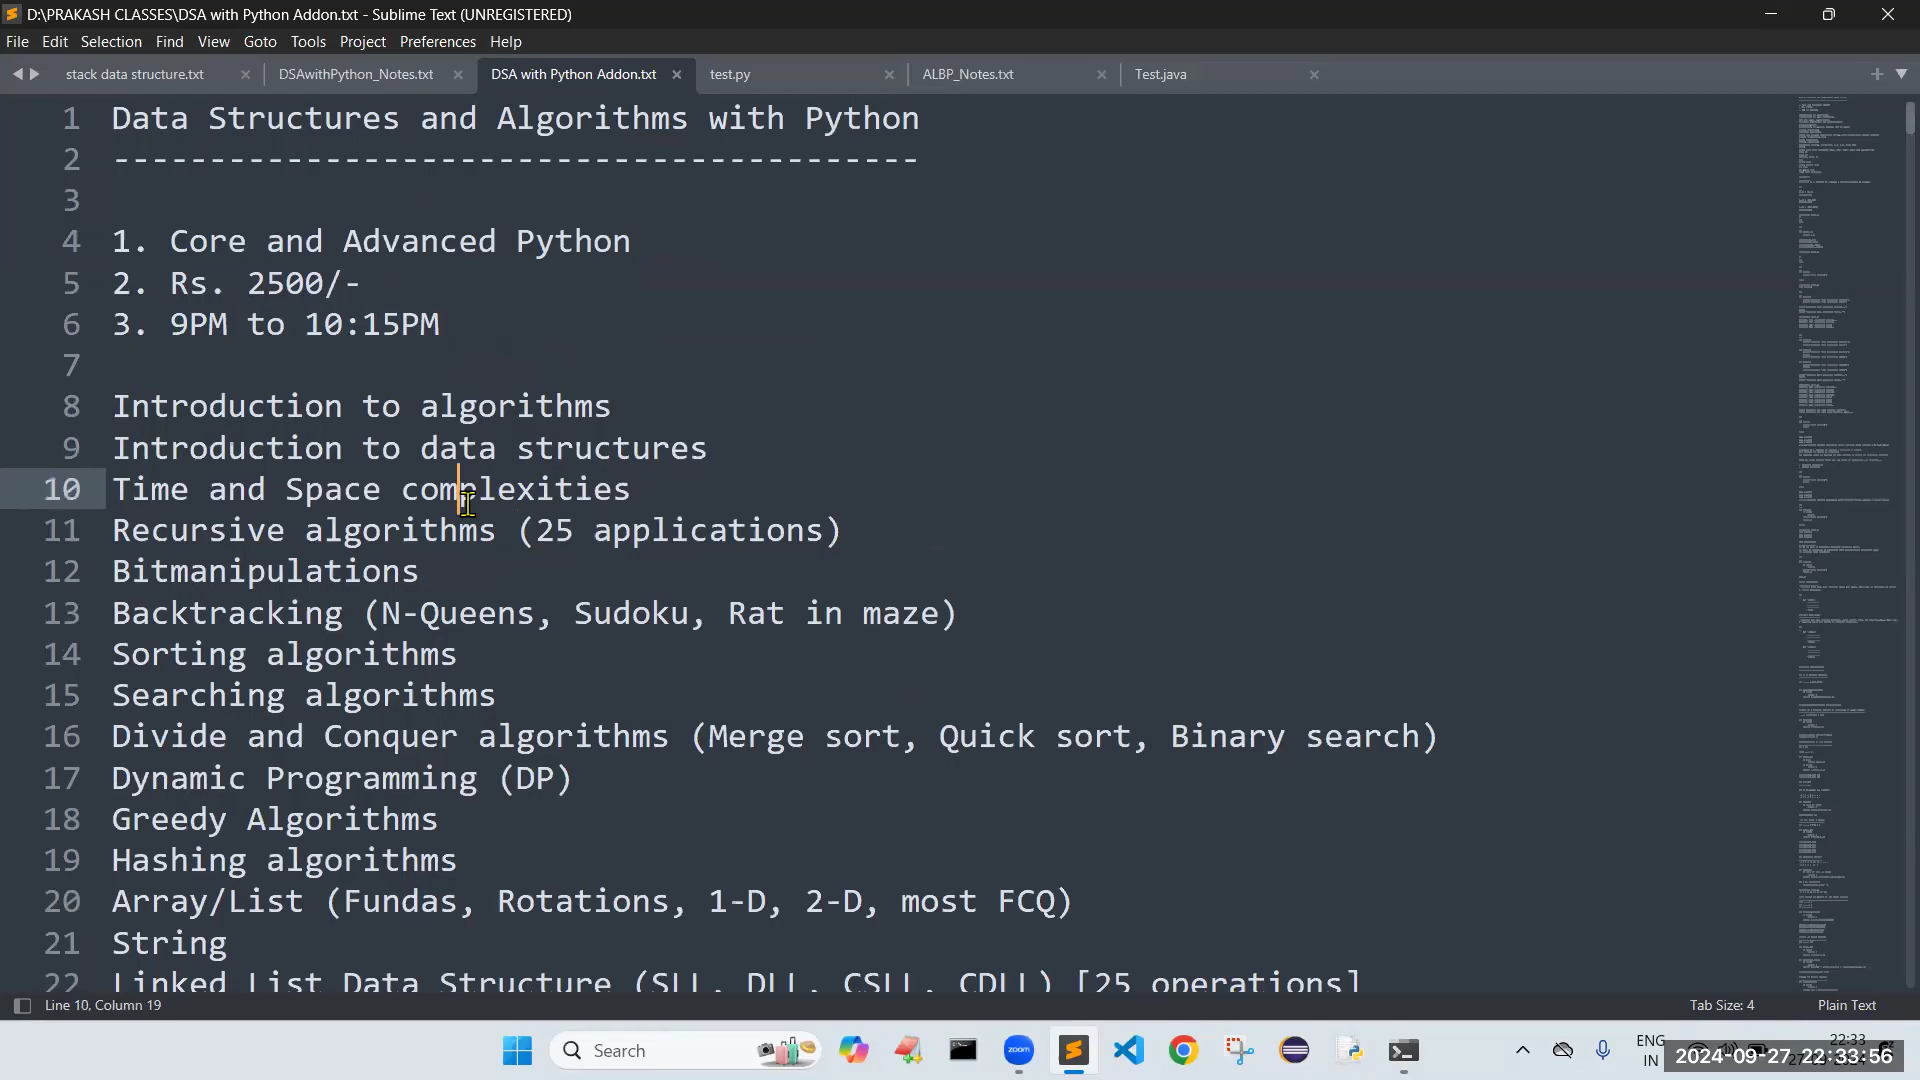 D:\PRAKASH CLASSES\DSA with Python Addon.txt - Sublime Text (UNREGISTERED)
File Edit Selection Find View Goto Tools Project Preferences Help
stack data structure.txt DSAwithPython_Notes.txt DSA with Python Addon.txt test.py ALBP_Notes.txt Test.java
1 Data Structures and Algorithms with Python
2 ------------------------------------------
3
4 1. Core and Advanced Python
5 2. Rs. 2500/-
6 3. 9PM to 10:15PM
7
8 Introduction to algorithms
9 Introduction to data structures
10 Time and Space complexities
11 Recursive algorithms (25 applications)
12 Bitmanipulations
13 Backtracking (N-Queens, Sudoku, Rat in maze)
14 Sorting algorithms
15 Searching algorithms
16 Divide and Conquer algorithms (Merge sort, Quick sort, Binary search)
17 Dynamic Programming (DP)
18 Greedy Algorithms
19 Hashing algorithms
20 Array/List (Fundas, Rotations, 1-D, 2-D, most FCQ)
21 String
22 Linked List Data Structure (SLL, DLL, CSLL, CDLL) [25 operations]
Line 10, Column 19 Tab Size: 4 Plain Text
Search zoom ENG 22:33
IN 2024-09-27 22:33:56